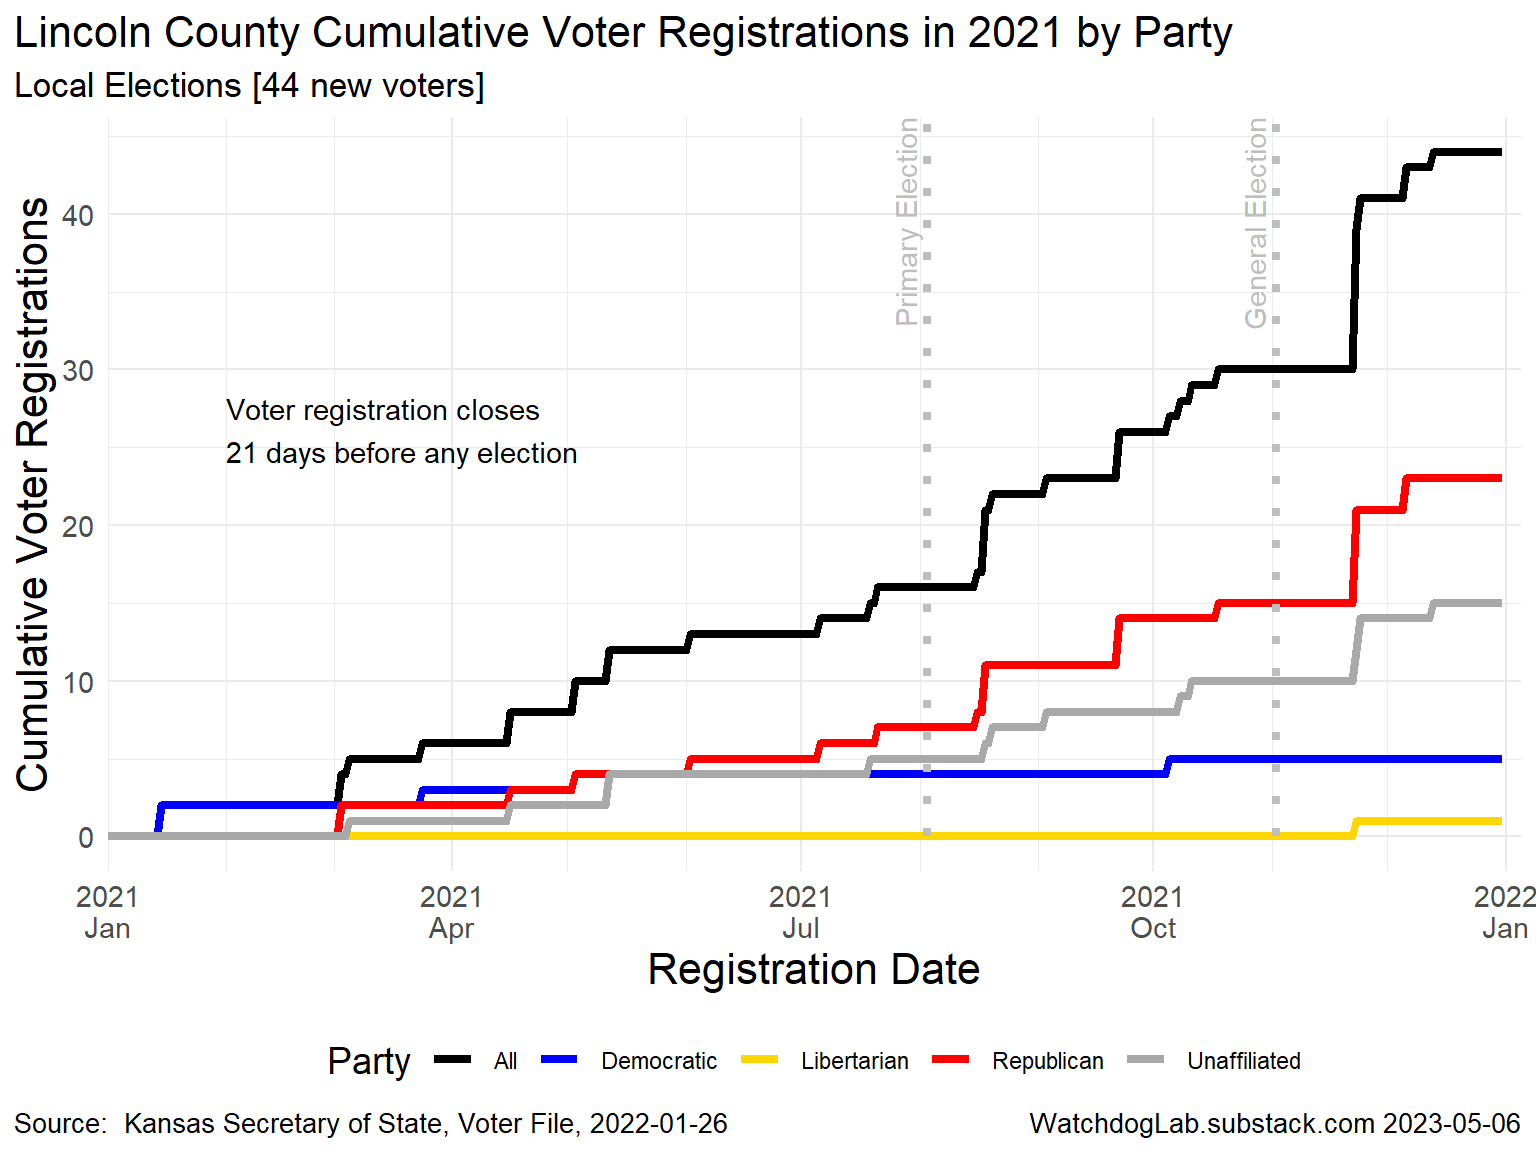 Lincoln County Cumulative Voter Registrations in 2021 by Party
Local Elections [44 new voters]
Cumulative Voter Registrations
40
30
20
10
0
Primary Election
General Election
Voter registration closes
21 days before any election
2021 2021 2021 2021 2022
Jan Apr Jul Oct Jan
Registration Date
Party All Democratic Libertarian Republican Unaffiliated
Source:  Kansas Secretary of State, Voter File, 2022-01-26
WatchdogLab.substack.com 2023-05-06